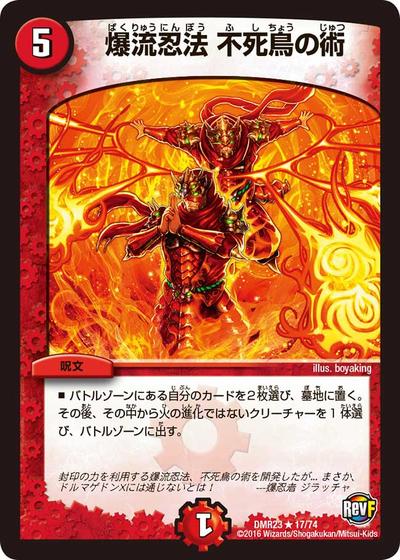 5
ばくりゅうにんぽう ふしちょう じゅつ
爆流忍法 不死鳥の術
illus. boyaking
呪文
■ バトルゾーンにある自分のカードを2枚選び、墓地に置く。
その後、その中から火の進化ではないクリーチャーを1体選
び、バトルゾーンに出す。
封印の力を利用する爆流忍法、不死鳥の術を開発したが…まさか、
ドルマゲドンXには通じないとは! ---爆忍造 ジラッチャ
1
RevF
DMR23 ★ 17/74
©2016 Wizards/Shogakukan/Mitsui-Kids